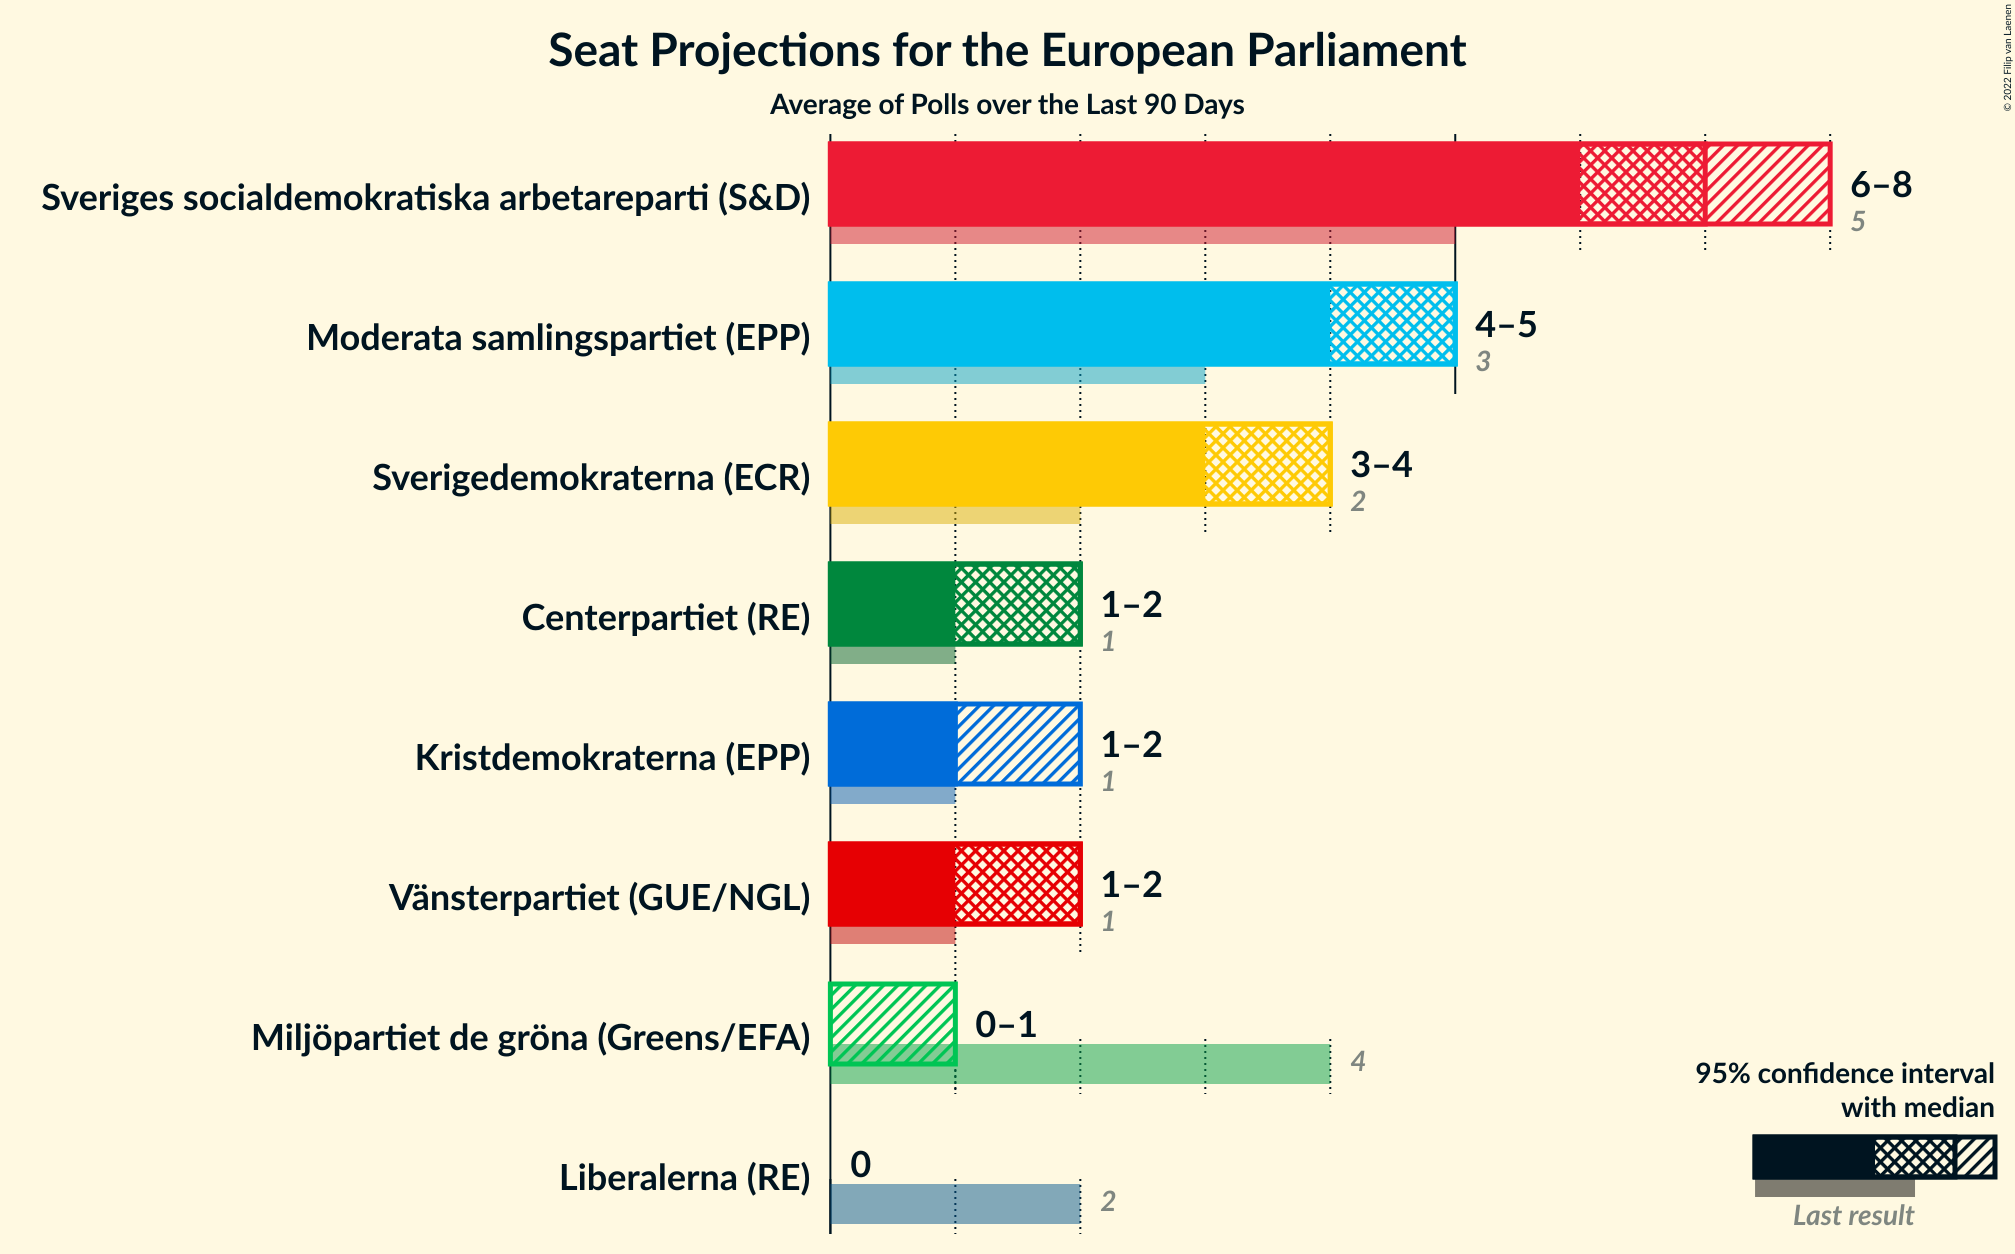 Seat Projections for the European Parliament
Average of Polls over the Last 90 Days
© 2022 Filip van Laenen
Sveriges socialdemokratiska arbetareparti (S&D)
6–8
5
Moderata samlingspartiet (EPP)
4–5
3
Sverigedemokraterna (ECR)
3–4
2
Centerpartiet (RE)
1–2
1
Kristdemokraterna (EPP)
1–2
1
Vänsterpartiet (GUE/NGL)
1–2
1
Miljöpartiet de gröna (Greens/EFA)
0–1
4
Liberalerna (RE)
0
2
95% confidence interval
with median
Last result